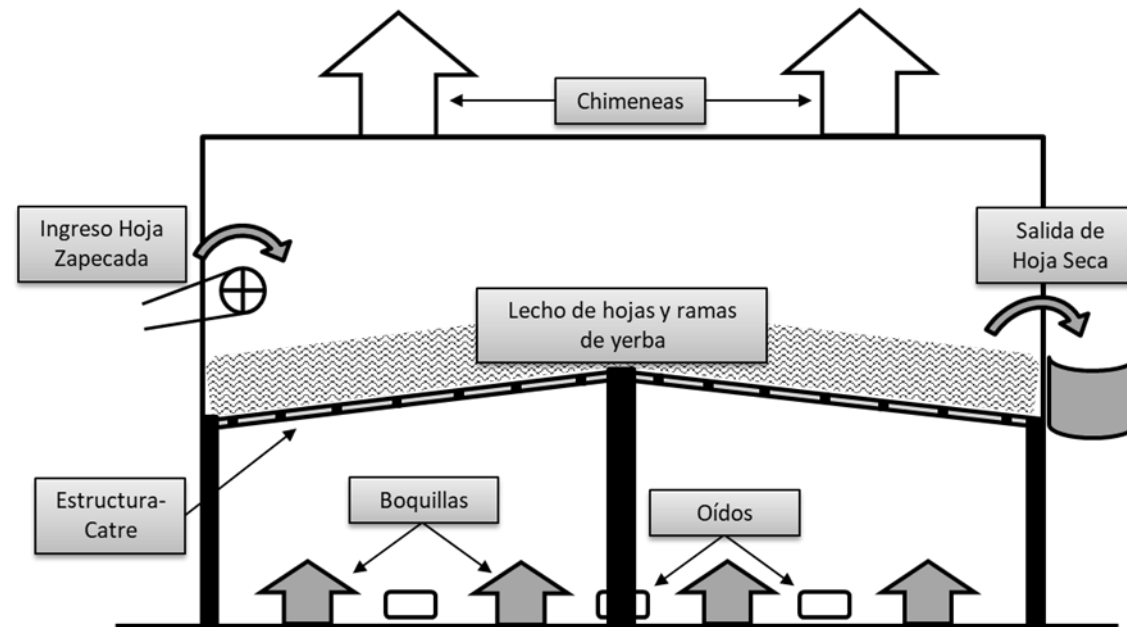 Chimeneas
Ingreso Hoja
Zapecada
Salida de
Hoja Seca
Lecho de hojas y ramas
de yerba
Estructura-
Catre
Boquillas
Oídos